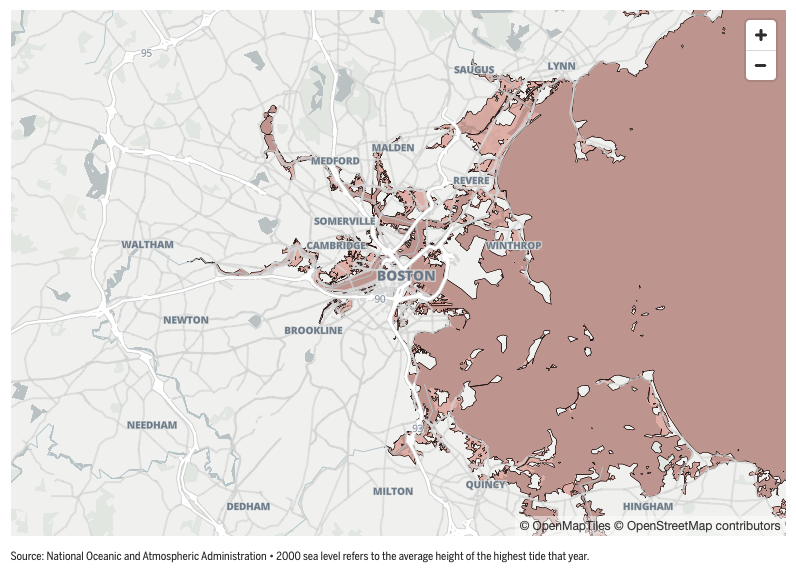 95
SAUGUS
LYNN
+
−
MALDEN
MEDFORD
REVERE
SOMERVILLE
WALTHAM
CAMBRIDGE
WINTHROP
BOSTON
90
NEWTON
BROOKLINE
NEEDHAM
93
QUINCY
MILTON
DEDHAM
HINGHAM
© OpenMapTiles © OpenStreetMap contributors
Source: National Oceanic and Atmospheric Administration • 2000 sea level refers to the average height of the highest tide that year.